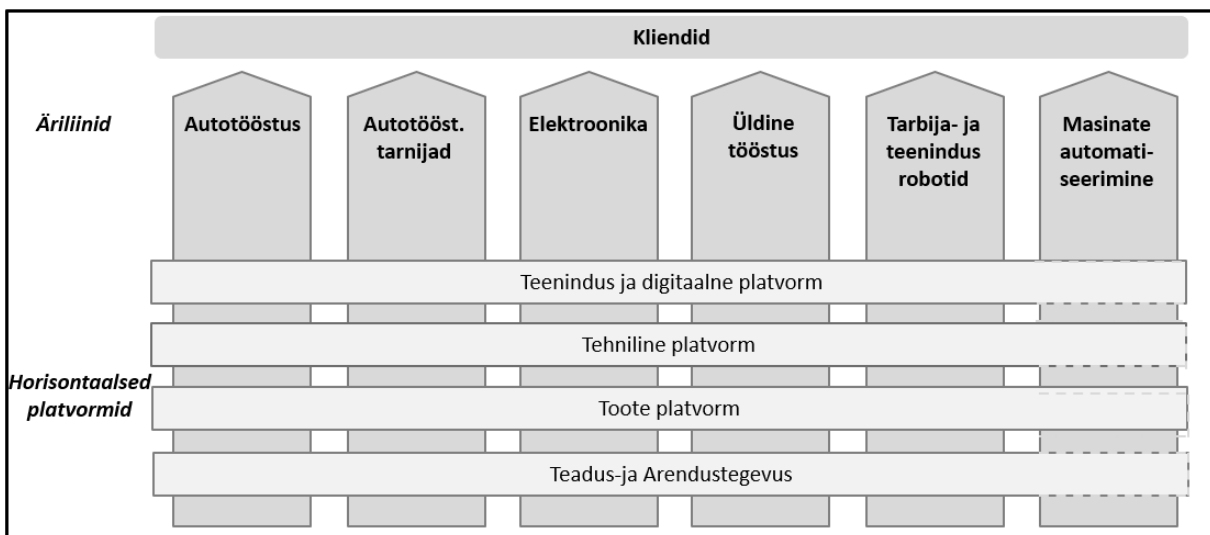 Kliendid
Äriliinid
Autotööstus
Autotööst.
tarnijad
Elektroonika
Üldine
tööstus
Tarbija- ja
teenindus
robotid
Masinate
automati-
seerimine
Teenindus ja digitaalne platvorm
Tehniline platvorm
Horisontaalsed
platvormid
Toote platvorm
Teadus-ja Arendustegevus